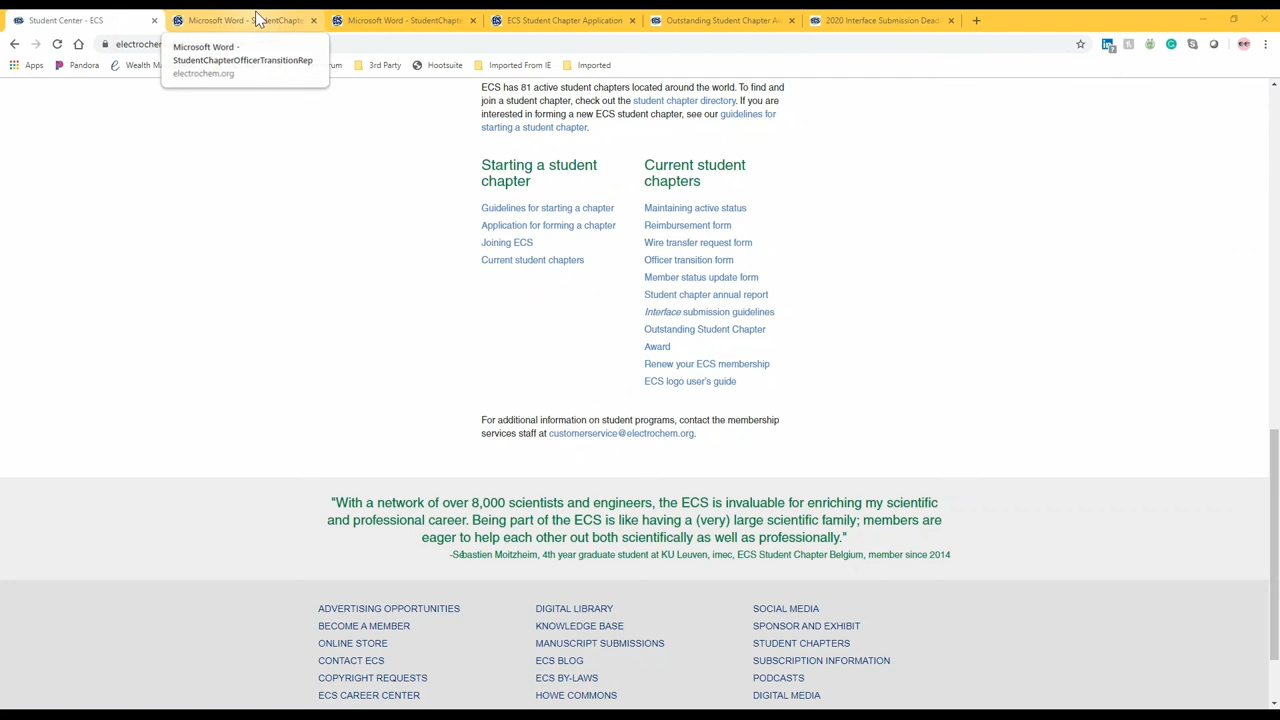 Student Center - ECS
Microsoft Word - StudentChapte
Microsoft Word - StudentChapte
ECS Student Chapter Application
Outstanding Student Chapter Aw
2020 Interface Submission Deadl
electrochem
Microsoft Word -
StudentChapterOfficerTransitionRep
electrochem.org
Apps
Pandora
Wealth Ma
rum
3rd Party
Hootsuite
Imported From IE
Imported
ECS has 81 active student chapters located around the world. To find and
join a student chapter, check out the student chapter directory. If you are
interested in forming a new ECS student chapter, see our guidelines for
starting a student chapter.
Starting a student
chapter
Guidelines for starting a chapter
Application for forming a chapter
Joining ECS
Current student chapters
Current student
chapters
Maintaining active status
Reimbursement form
Wire transfer request form
Officer transition form
Member status update form
Student chapter annual report
Interface submission guidelines
Outstanding Student Chapter
Award
Renew your ECS membership
ECS logo user's guide
For additional information on student programs, contact the membership
services staff at customerservice@electrochem.org.
"With a network of over 8,000 scientists and engineers, the ECS is invaluable for enriching my scientific
and professional career. Being part of the ECS is like having a (very) large scientific family; members are
eager to help each other out both scientifically as well as professionally."
Moitzheim, 4th year graduate student at KU Leuven, imec, ECS Student Chapter Belgium, member since 2014
ADVERTISING OPPORTUNITIES
BECOME A MEMBER
ONLINE STORE
CONTACT ECS
COPYRIGHT REQUESTS
ECS CAREER CENTER
DIGITAL LIBRARY
KNOWLEDGE BASE
MANUSCRIPT SUBMISSIONS
ECS BLOG
ECS BY-LAWS
HOWE COMMONS
SOCIAL MEDIA
SPONSOR AND EXHIBIT
STUDENT CHAPTERS
SUBSCRIPTION INFORMATION
PODCASTS
DIGITAL MEDIA